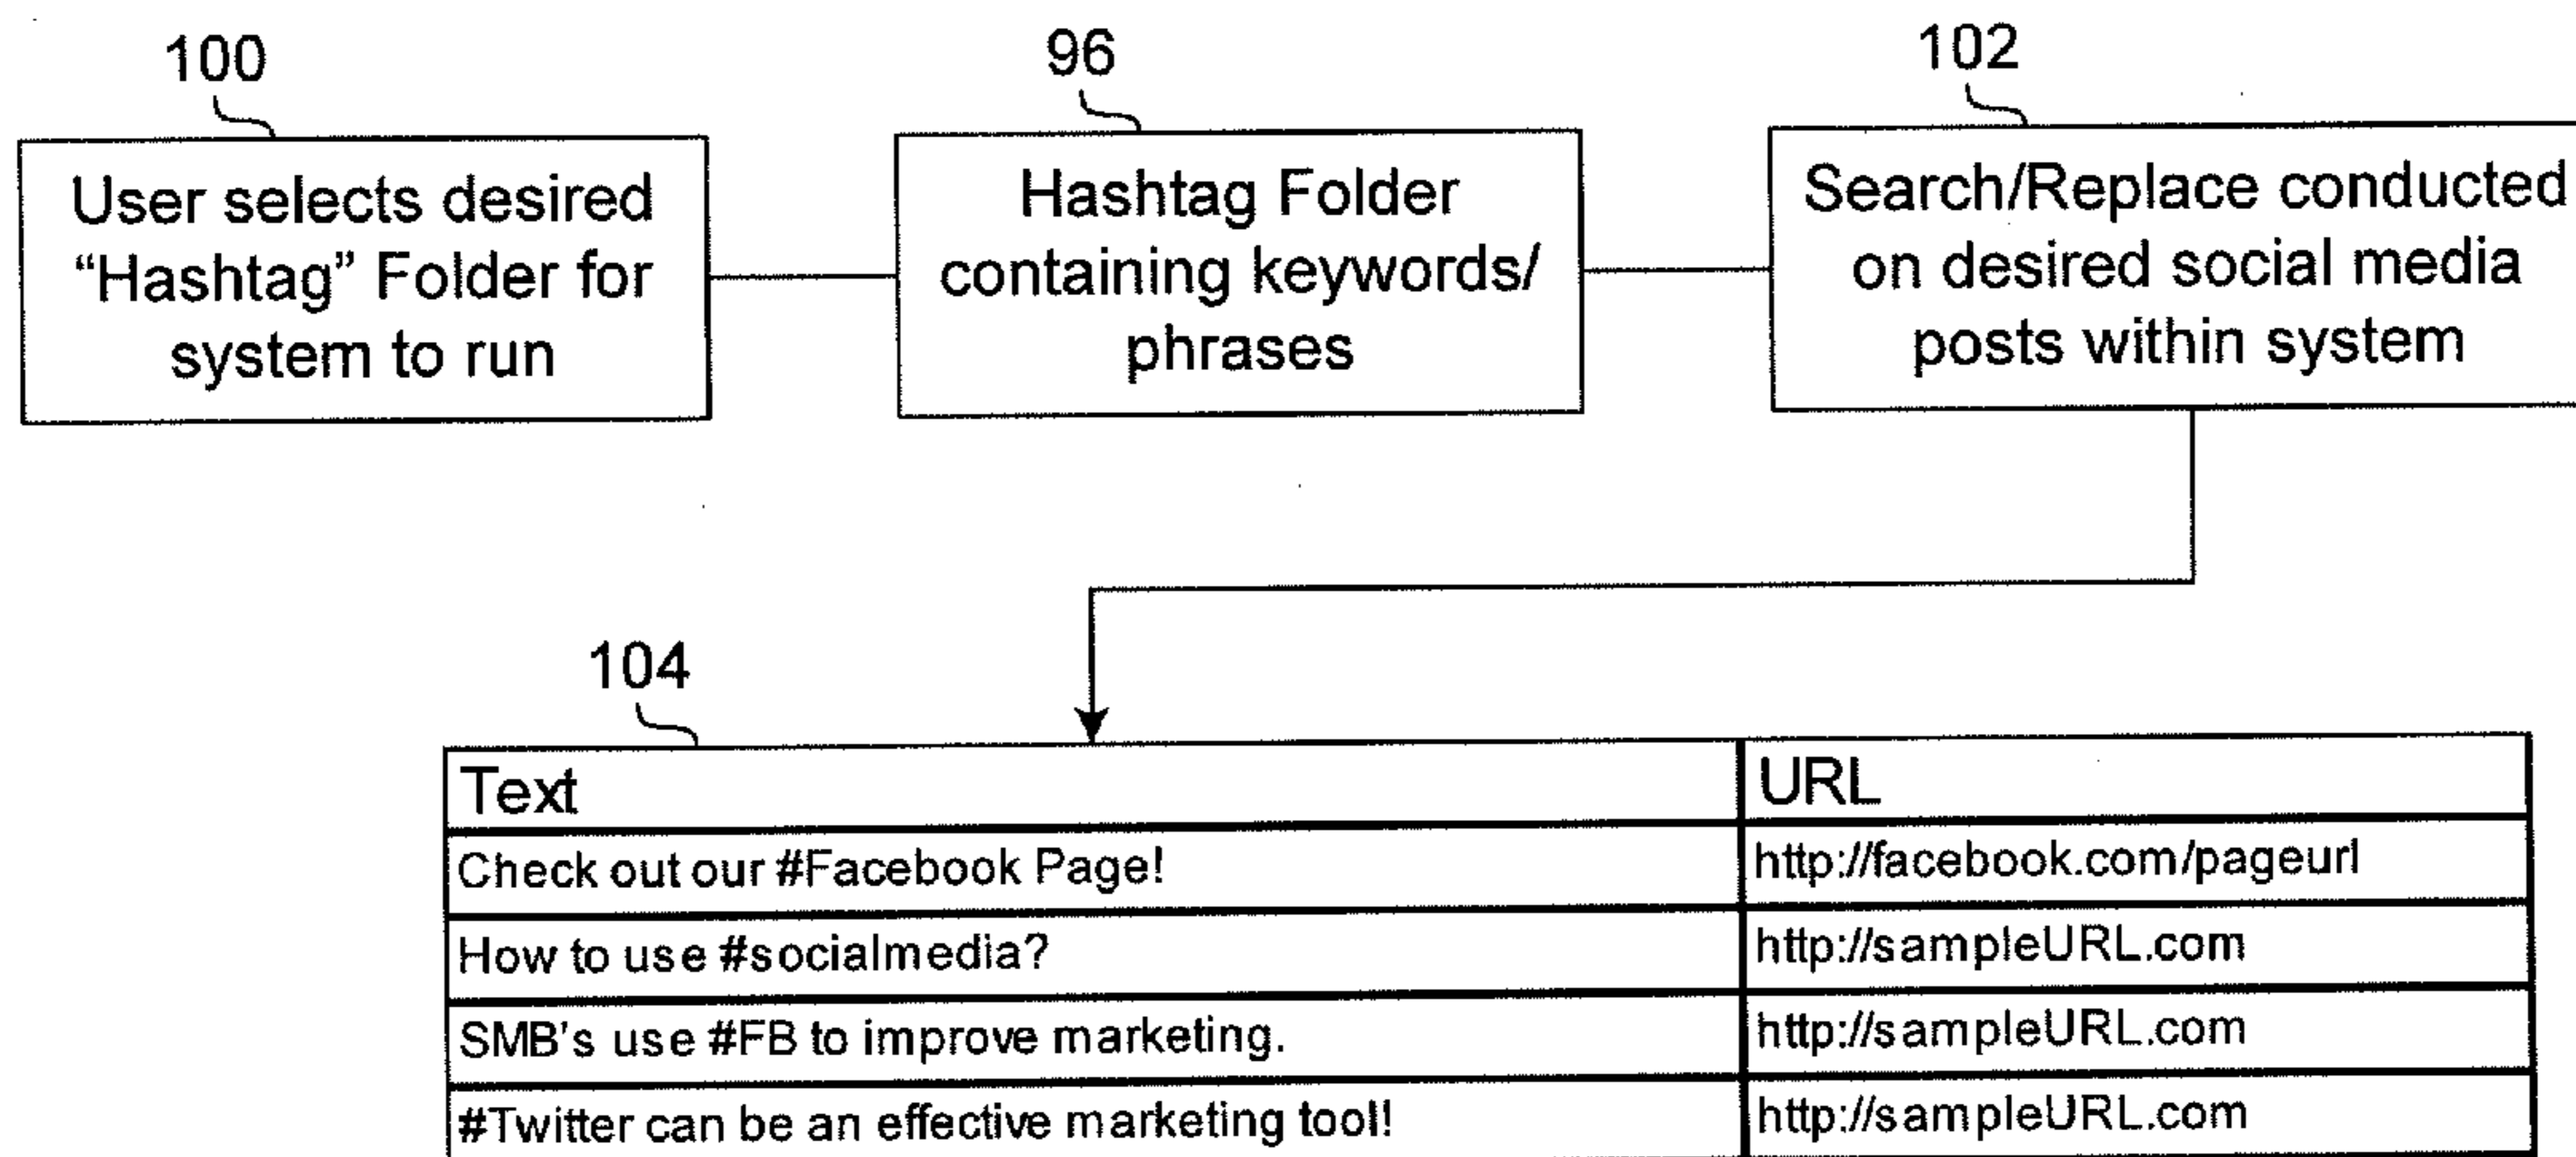 100
User selects desired
“Hashtag” Folder for
system to run
96
Hashtag Folder
containing keywords/
phrases
102
Search/Replace conducted
on desired social media
posts within system
104
Text URL
Check out our #Facebook Page! http://facebook.com/pageurl
How to use #socialmedia? http://sampleURL.com
SMB's use #FB to improve marketing. http://sampleURL.com
#Twitter can be an effective marketing tool! http://sampleURL.com